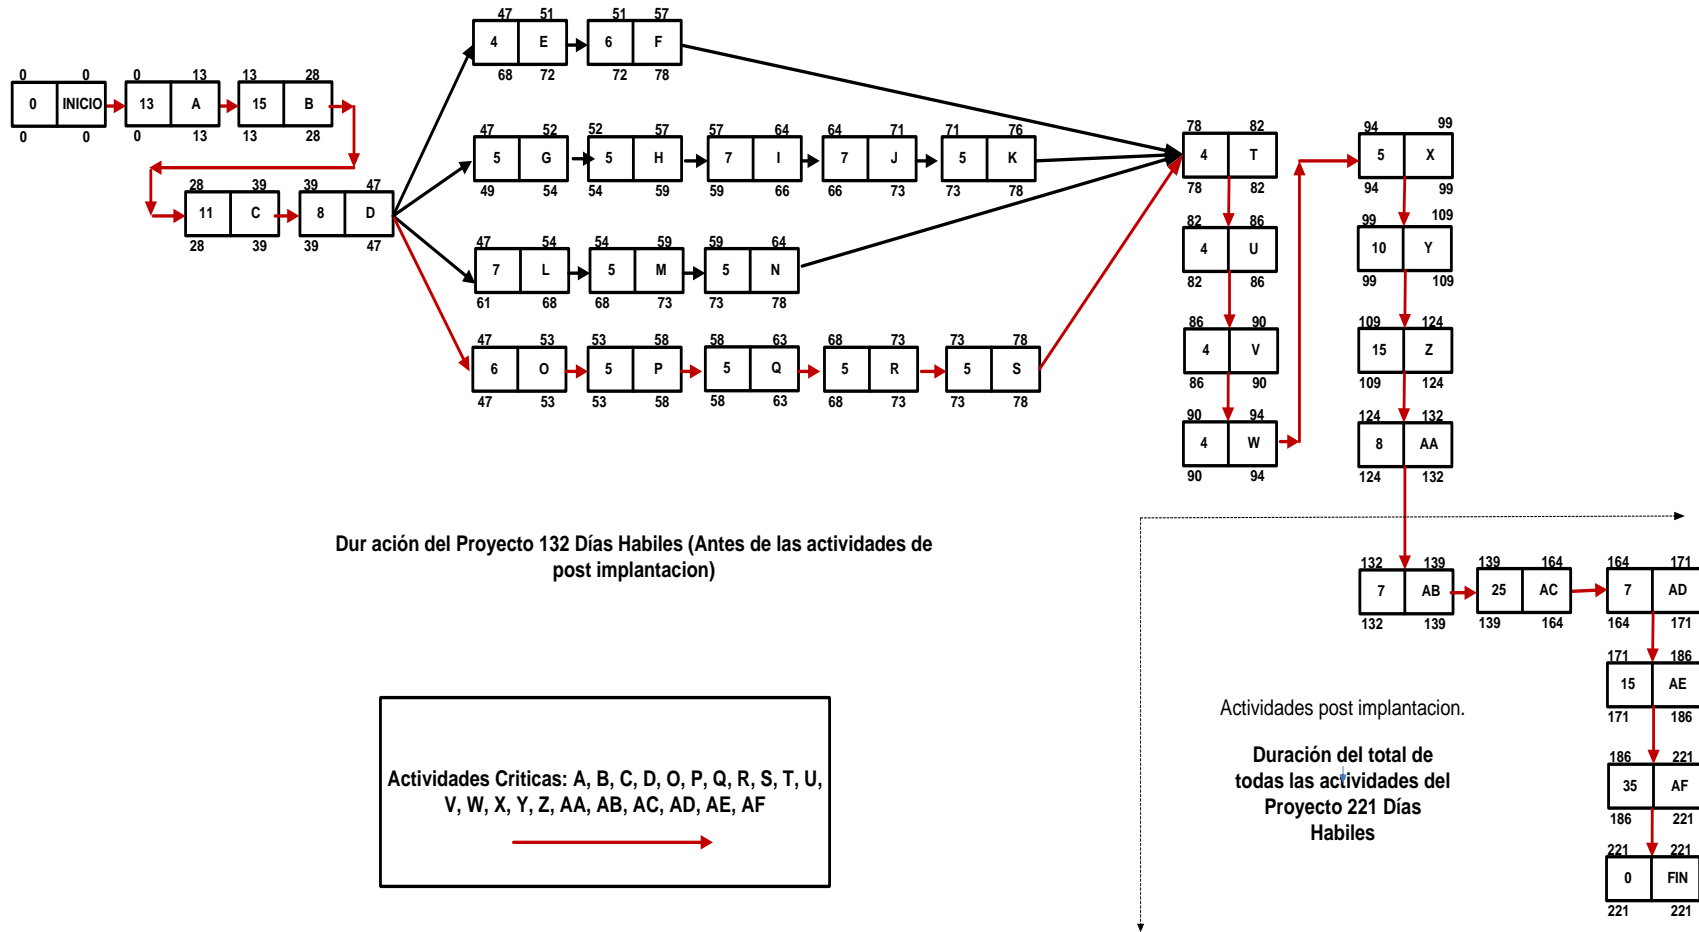 47 51 51 57
4 E 6 F
68 72 72 78
0 0 0 13 13 28
0 INICIO 13 A 15 B
0 0 0 13 13 28
47 52 52 57 57 64 64 71 71 76
5 G 5 H 7 I 7 J 5 K
49 54 54 59 59 66 66 73 73 78
78 82 94 99
4 T 5 X
78 82 94 99
28 39 39 47
11 C 8 D
28 39 39 47
82 86 99 109
4 U 10 Y
82 86 99 109
47 54 54 59 59 64
7 L 5 M 5 N
61 68 68 73 73 78
86 90 109 124
4 V 15 Z
86 90 109 124
47 53 53 58 58 63 68 73 73 78
6 O 5 P 5 Q 5 R 5 S
47 53 53 58 58 63 68 73 73 78
90 94 124 132
4 W 8 AA
90 94 124 132
Dur ación del Proyecto 132 Días Habiles (Antes de las actividades de
post implantacion)
132 139 139 164 164 171
7 AB 25 AC 7 AD
132 139 139 164 164 171
171 186
15 AE
171 186
Actividades post implantacion.
Duración del total de
todas las actividades del
Proyecto 221 Días
Habiles
186 221
35 AF
186 221
221 221
0 FIN
221 221
Actividades Criticas: A, B, C, D, O, P, Q, R, S, T, U,
V, W, X, Y, Z, AA, AB, AC, AD, AE, AF